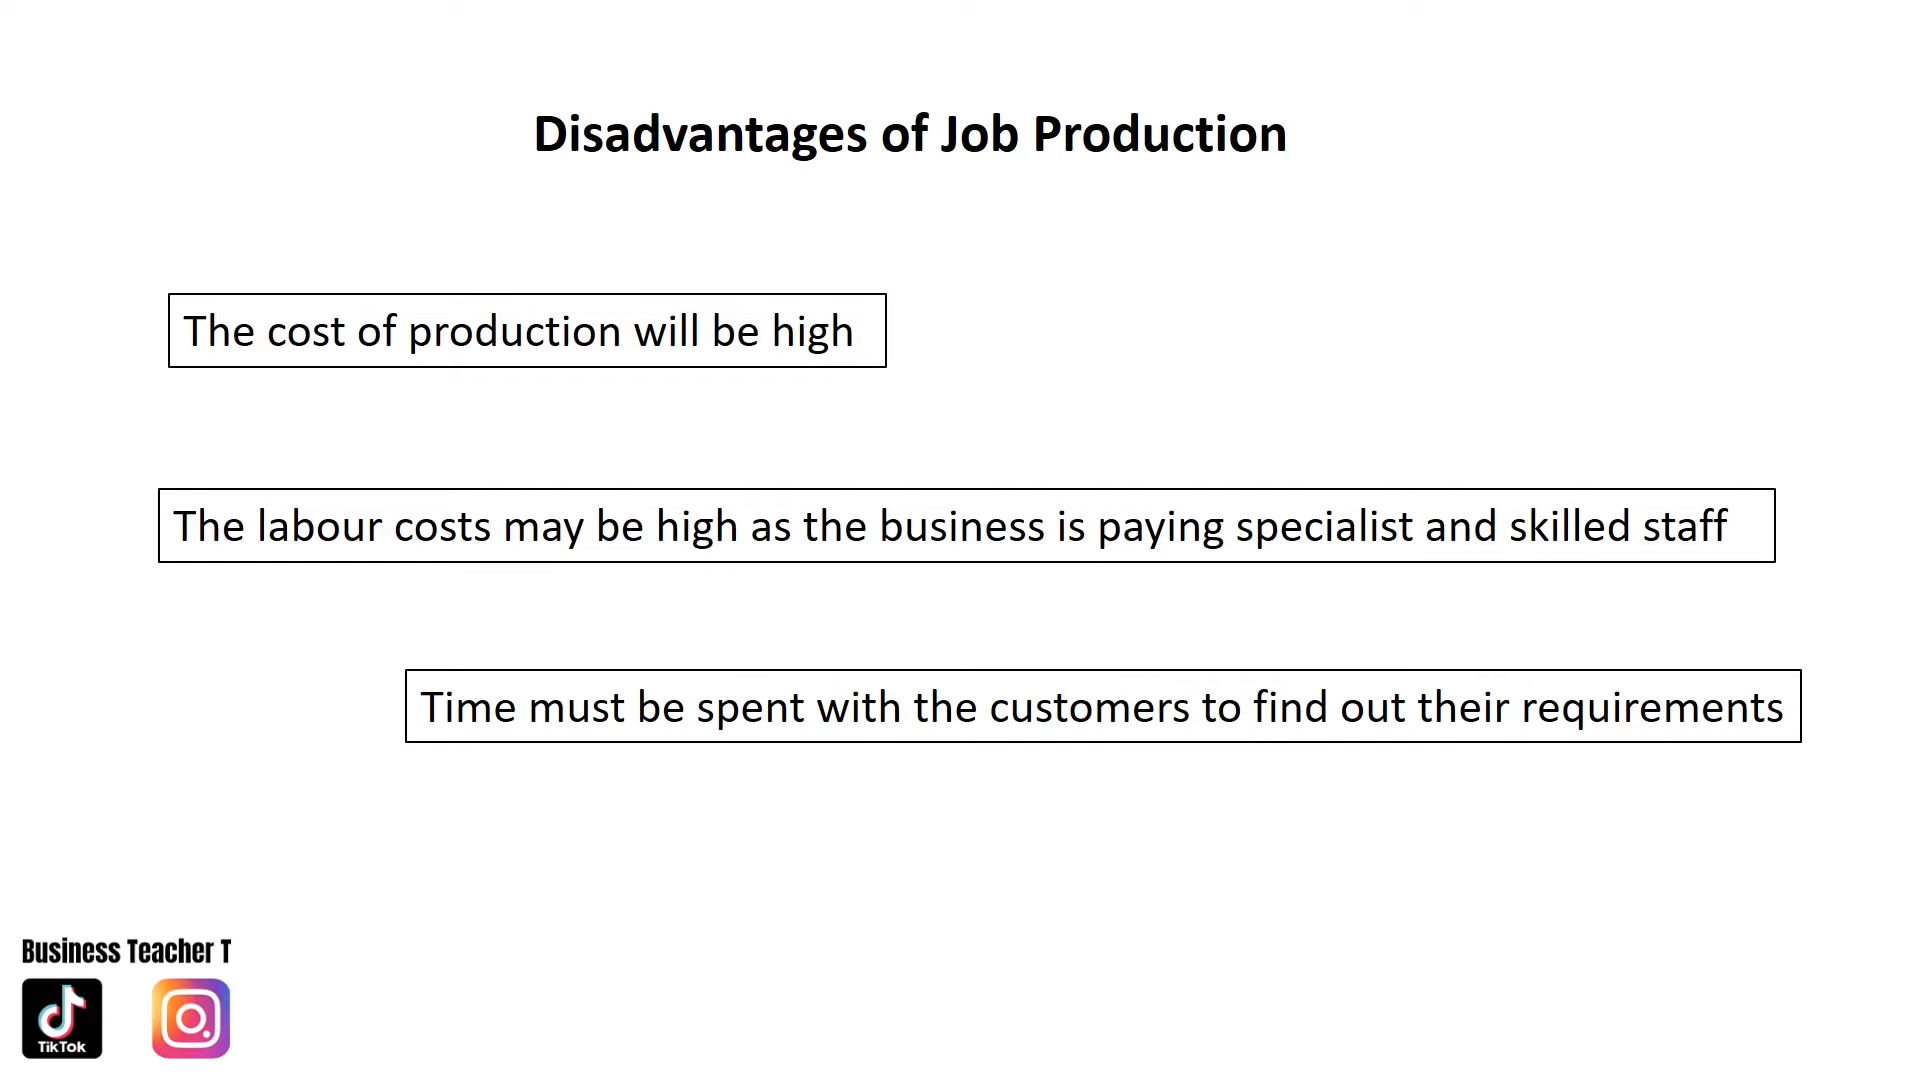 Disadvantages of Job Production
The cost of production will be high
The labour costs may be high as the business is paying specialist and skilled staff
Time must be spent with the customers to find out their requirements
Business Teacher T
TikTok